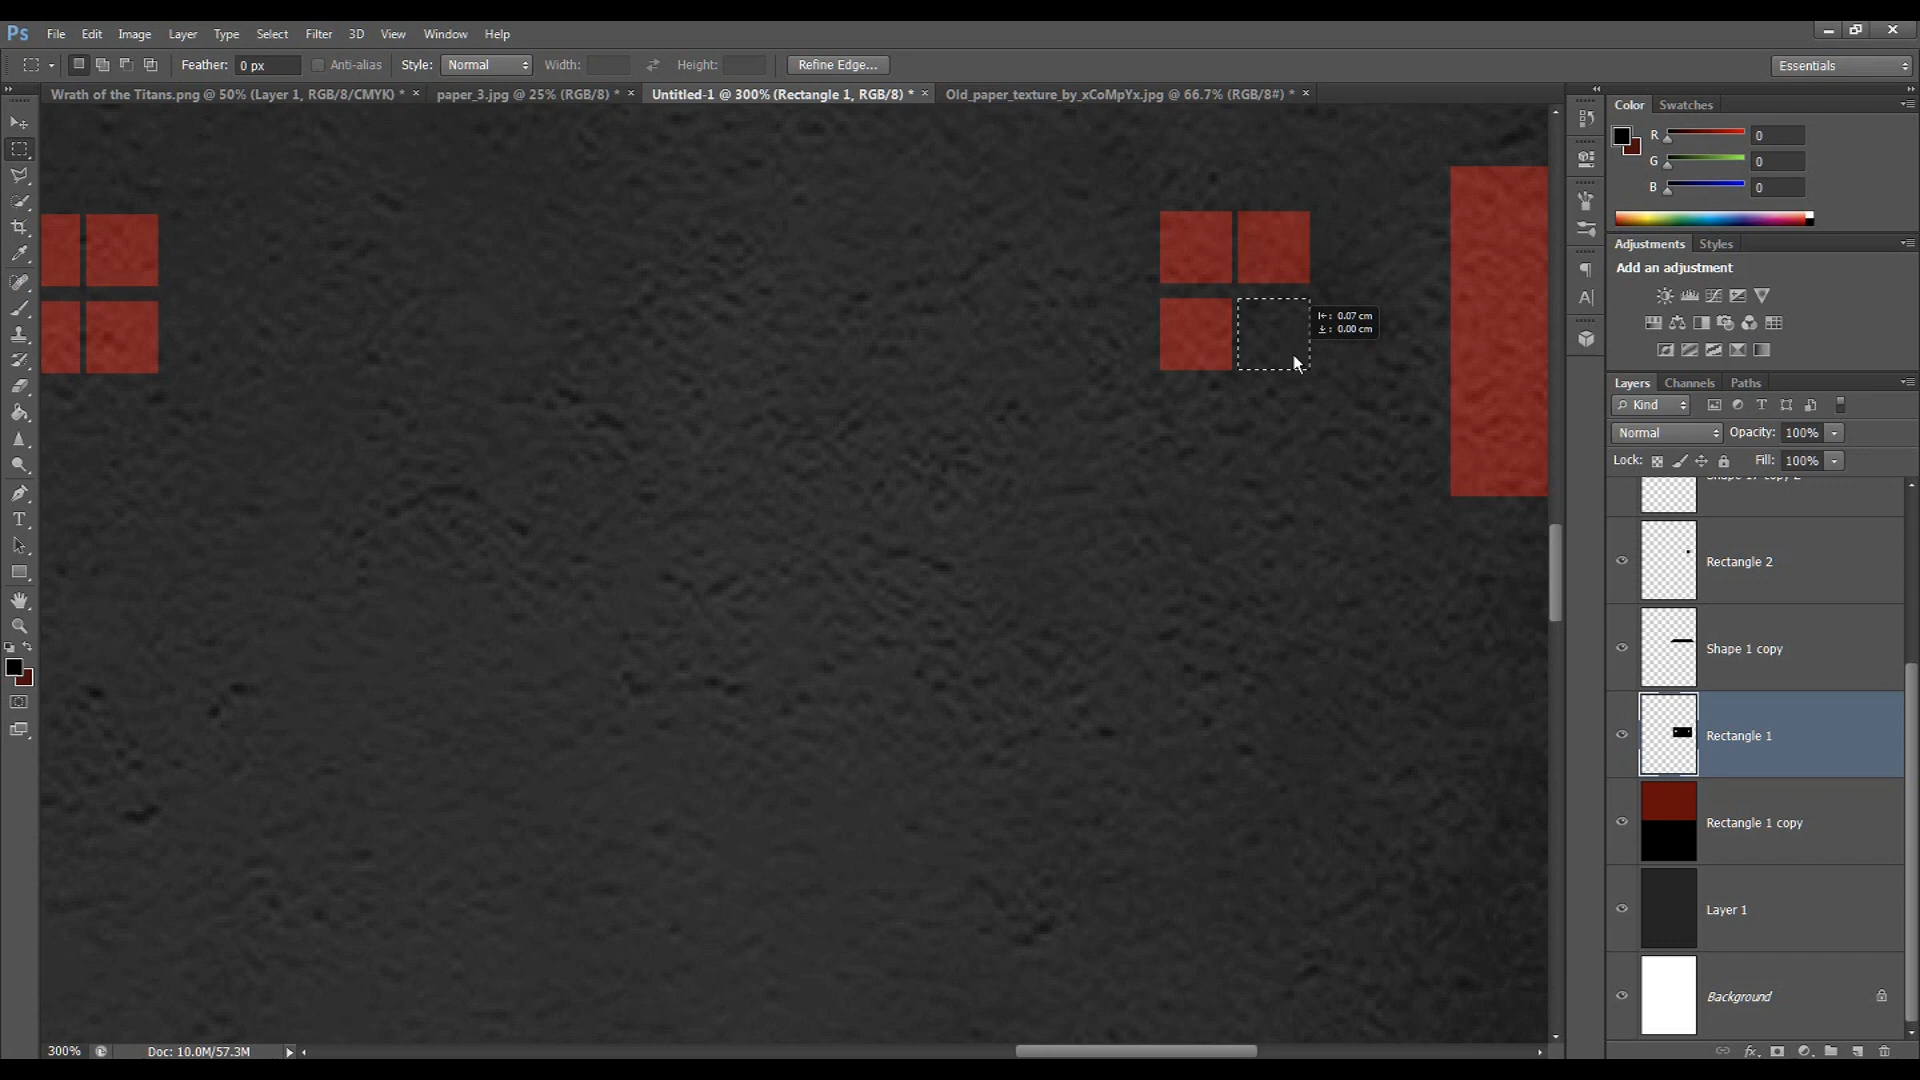 Ps File Edit Image Layer Type Select Filter 3D View Window Help
Feather: 0 px Anti-alias Style: Normal Width: Height: Refine Edge... Essentials
Wrath of the Titans.png @ 50% (Layer 1, RGB/8/CMYK) * × paper_3.jpg @ 25% (RGB/8) * × Untitled-1 @ 300% (Rectangle 1, RGB/8) * × Old_paper_texture_by_xCoMpYx.jpg @ 66.7% (RGB/8#) * ×
Color Swatches
R 0
G 0
B 0
Adjustments Styles
Add an adjustment
0.07 cm
0.00 cm
Layers Channels Paths
Kind
Normal Opacity: 100%
Lock: Fill: 100%
Rectangle 2
Shape 1 copy
Rectangle 1
Rectangle 1 copy
Layer 1
Background
300% Doc: 10.0M/57.3M